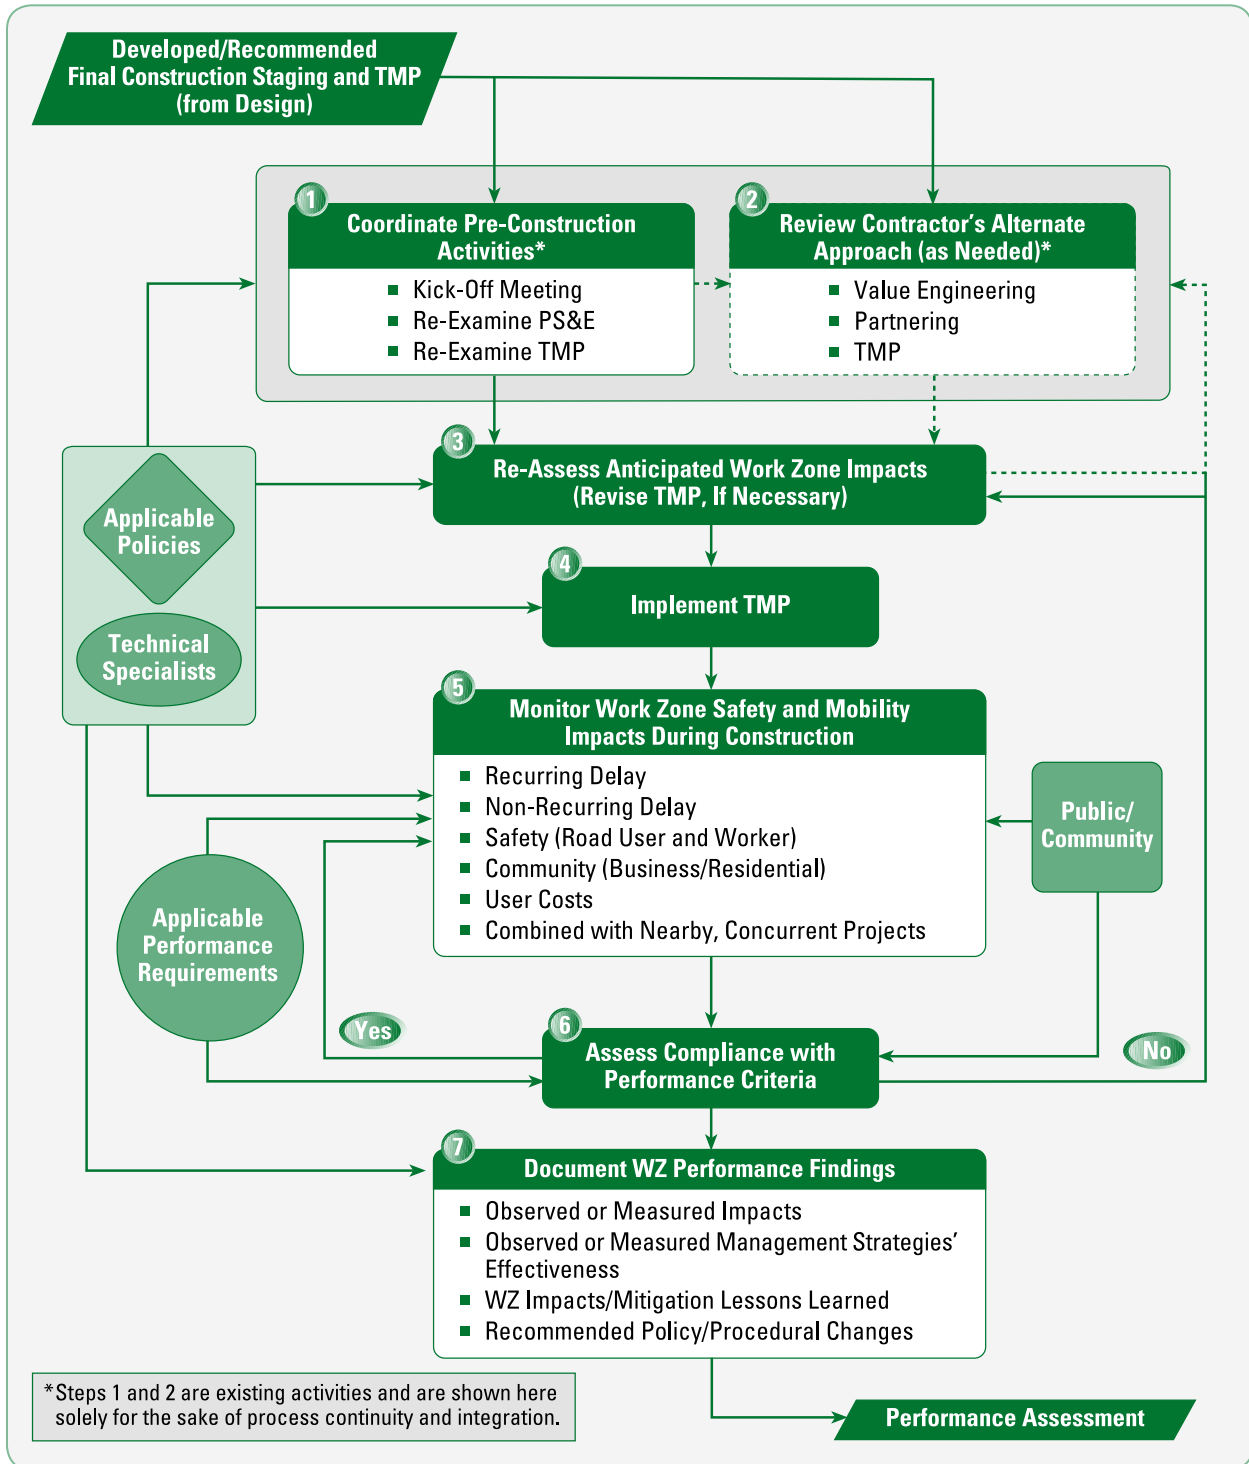 Developed/Recommended
Final Construction Staging and TMP
(from Design)
1
Coordinate Pre-Construction
Activities*
■ Kick-Off Meeting
■ Re-Examine PS&E
■ Re-Examine TMP
2
Review Contractor's Alternate
Approach (as Needed)*
■ Value Engineering
■ Partnering
■ TMP
3
Re-Assess Anticipated Work Zone Impacts
(Revise TMP, If Necessary)
Applicable
Policies
Technical
Specialists
4
Implement TMP
5
Monitor Work Zone Safety and Mobility
Impacts During Construction
■ Recurring Delay
■ Non-Recurring Delay
■ Safety (Road User and Worker)
■ Community (Business/Residential)
■ User Costs
■ Combined with Nearby, Concurrent Projects
Public/
Community
Applicable
Performance
Requirements
Yes
6
Assess Compliance with
Performance Criteria
No
7
Document WZ Performance Findings
■ Observed or Measured Impacts
■ Observed or Measured Management Strategies'
Effectiveness
■ WZ Impacts/Mitigation Lessons Learned
■ Recommended Policy/Procedural Changes
*Steps 1 and 2 are existing activities and are shown here
solely for the sake of process continuity and integration.
Performance Assessment